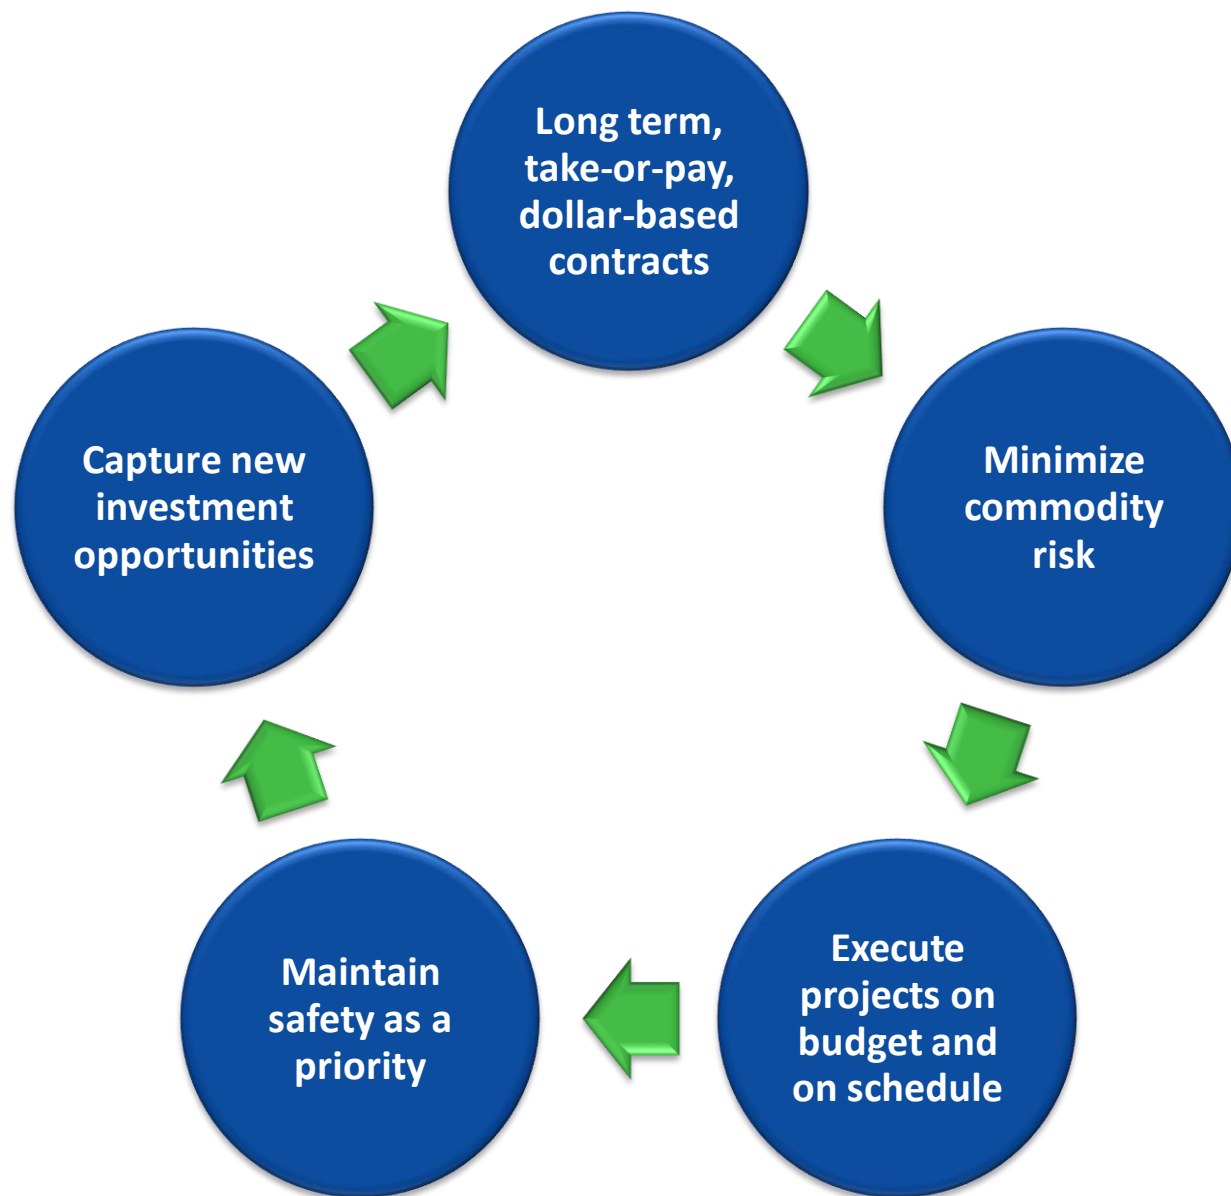 Long term,
take-or-pay,
dollar-based
contracts
Minimize
commodity
risk
Execute
projects on
budget and
on schedule
Maintain
safety as a
priority
Capture new
investment
opportunities